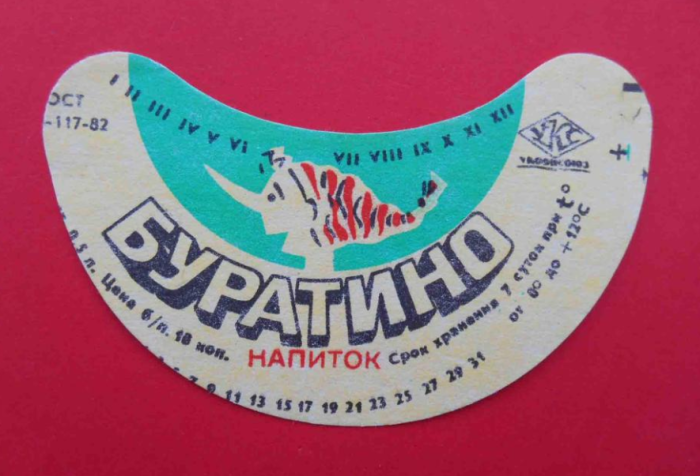 ОСТ
-117-82
I II III IV V VI VII VIII IX X XI XII
УКС
УКООПСОЮЗ
БУРАТИНО
НАПИТОК
0,5 л. Цена б/п. 18 коп.
Срок хранения 7 суток при t°
от 0° до +12°С
7 9 11 13 15 17 19 21 23 25 27 29 31